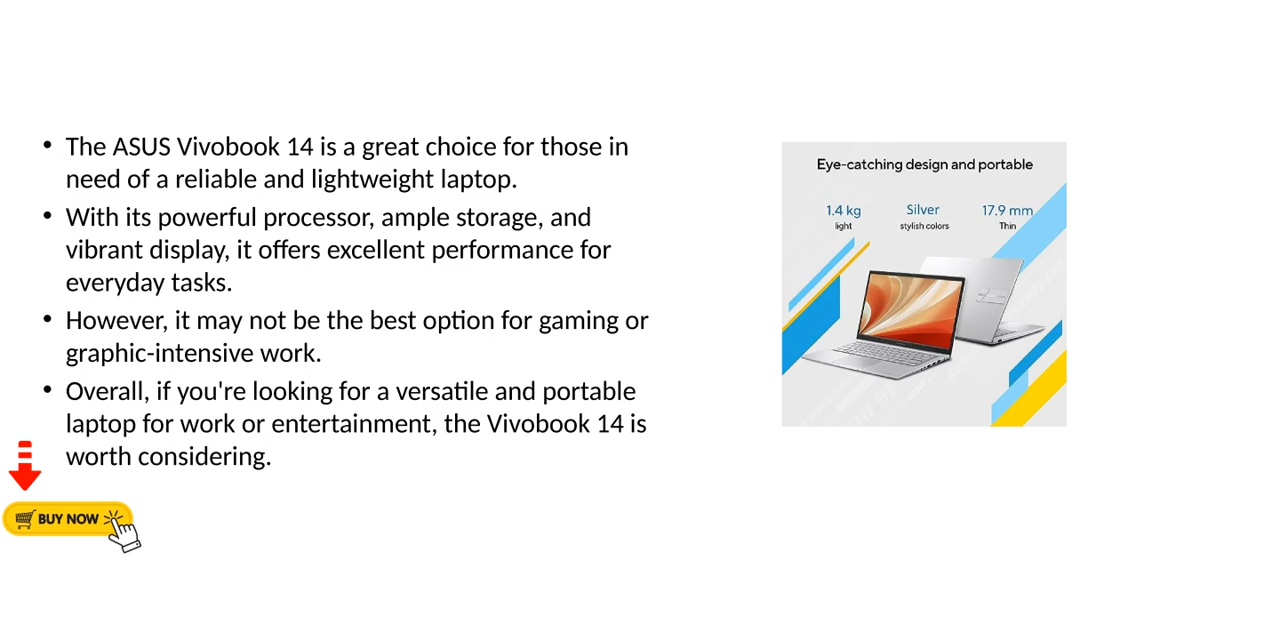 • The ASUS Vivobook 14 is a great choice for those in
need of a reliable and lightweight laptop.
• With its powerful processor, ample storage, and
vibrant display, it offers excellent performance for
everyday tasks.
• However, it may not be the best option for gaming or
graphic-intensive work.
• Overall, if you're looking for a versatile and portable
laptop for work or entertainment, the Vivobook 14 is
worth considering.
BUY NOW
Eye-catching design and portable
1.4 kg
light
Silver
stylish colors
17.9 mm
Thin